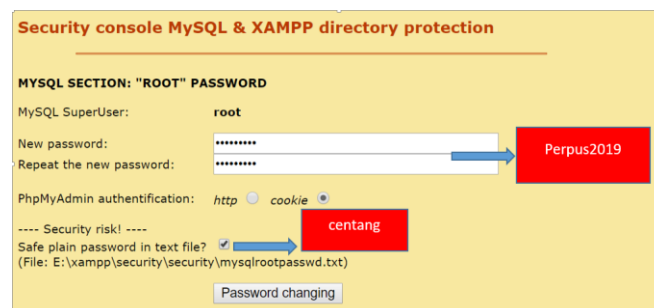 Security console MySQL & XAMPP directory protection
MYSQL SECTION: "ROOT" PASSWORD
MySQL SuperUser: root
New password: •••••••••
Repeat the new password: •••••••••
Perpus2019
PhpMyAdmin authentification: http cookie
---- Security risk! ----
centang
Safe plain password in text file?
(File: E:\xampp\security\security\mysqlrootpasswd.txt)
Password changing